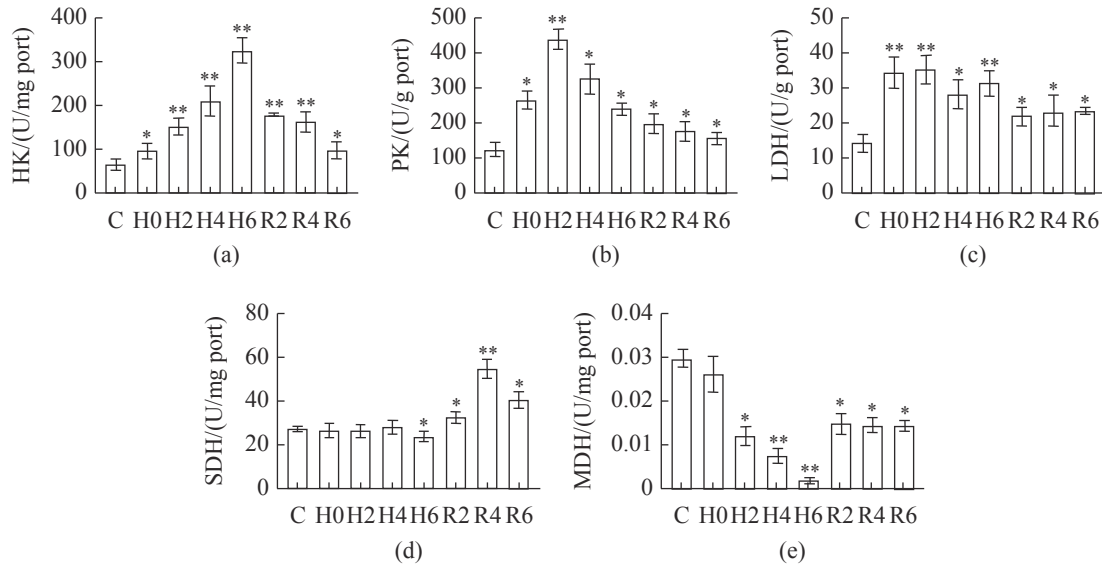 HK/(U/mg port)
400
300
200
100
0
** ** ** ** ** * * **
C H0 H2 H4 H6 R2 R4 R6
(a)
PK/(U/g port)
500
400
300
200
100
0
* ** * * * * *
C H0 H2 H4 H6 R2 R4 R6
(b)
LDH/(U/g port)
50
40
30
20
10
0
** ** * ** * * *
C H0 H2 H4 H6 R2 R4 R6
(c)
SDH/(U/mg port)
80
60
40
20
0
* * ** *
C H0 H2 H4 H6 R2 R4 R6
(d)
MDH/(U/mg port)
0.04
0.03
0.01
0.01
0
* ** ** * * *
C H0 H2 H4 H6 R2 R4 R6
(e)